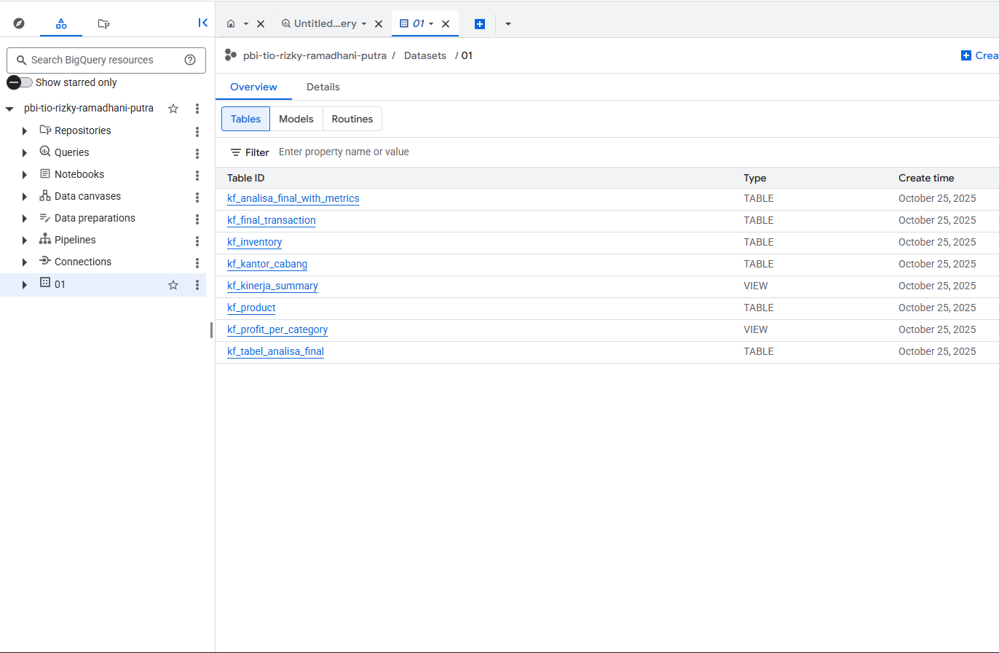 Untitled...ery
01
Search BigQuery resources
Show starred only
pbi-tio-rizky-ramadhani-putra
Repositories
Queries
Notebooks
Data canvases
Data preparations
Pipelines
Connections
01
pbi-tio-rizky-ramadhani-putra / Datasets / 01
Crea
Overview Details
Tables Models Routines
Filter Enter property name or value
Table ID Type Create time
kf_analisa_final_with_metrics TABLE October 25, 2025
kf_final_transaction TABLE October 25, 2025
kf_inventory TABLE October 25, 2025
kf_kantor_cabang TABLE October 25, 2025
kf_kinerja_summary VIEW October 25, 2025
kf_product TABLE October 25, 2025
kf_profit_per_category VIEW October 25, 2025
kf_tabel_analisa_final TABLE October 25, 2025